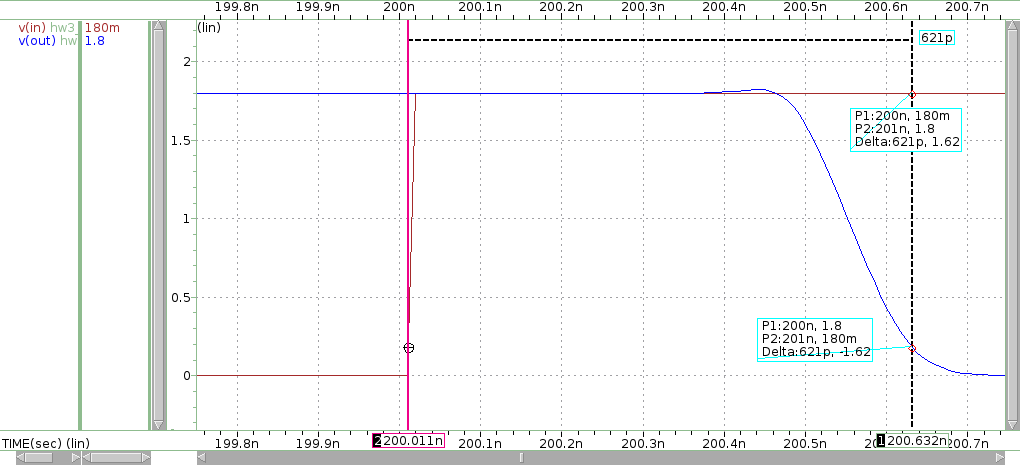 199.8n 199.9n 200n 200.1n 200.2n 200.3n 200.4n 200.5n 200.6n 200.7n
v(in) hw3_ 180m
v(out) hw 1.8
(lin)
621p
2
P1:200n, 180m
P2:201n, 1.8
Delta:621p, 1.62
1.5
1
0.5
P1:200n, 1.8
P2:201n, 180m
Delta:621p, -1.62
0
TIME(sec) (lin)
199.8n 199.9n 2 200.011n 200.1n 200.2n 200.3n 200.4n 200.5n 1 200.632n 200.7n